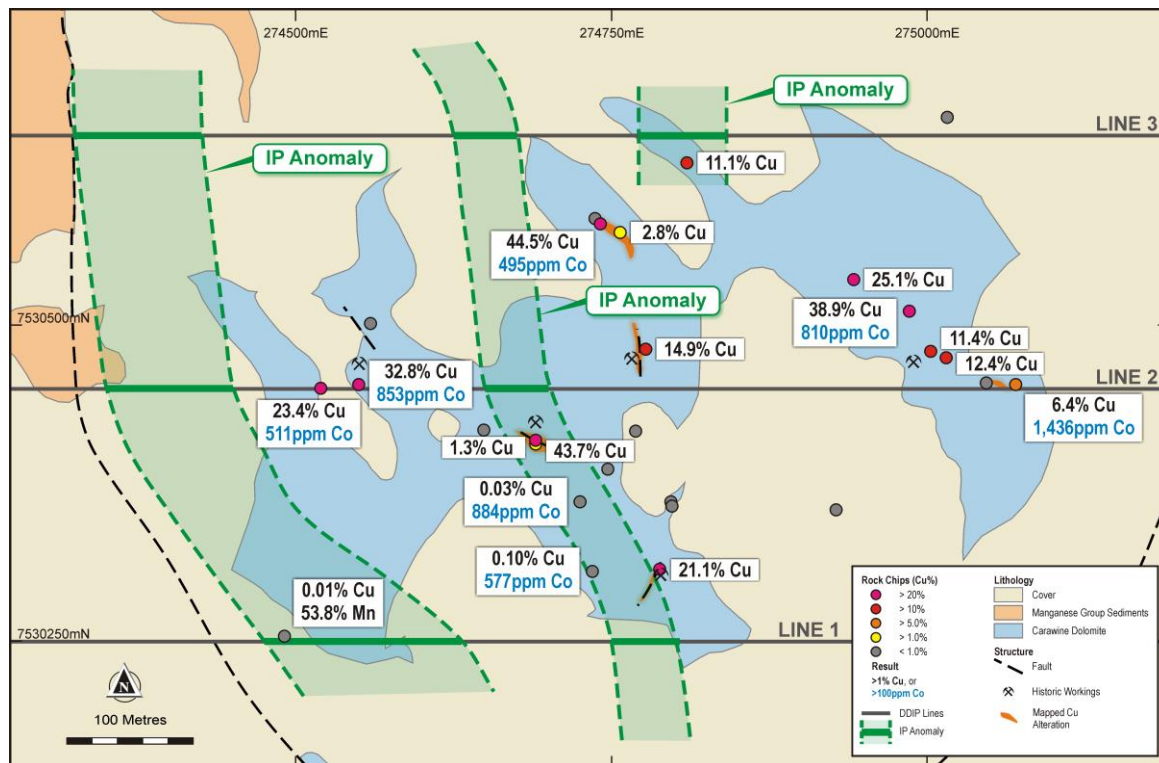 274500mE
274750mE
275000mE
IP Anomaly
LINE 3
IP Anomaly
11.1% Cu
2.8% Cu
44.5% Cu
495ppm Co
25.1% Cu
IP Anomaly
38.9% Cu
810ppm Co
7530500mN
11.4% Cu
14.9% Cu
12.4% Cu
32.8% Cu
853ppm Co
LINE 2
23.4% Cu
511ppm Co
6.4% Cu
1,436ppm Co
1.3% Cu
43.7% Cu
0.03% Cu
884ppm Co
0.10% Cu
577ppm Co
21.1% Cu
0.01% Cu
53.8% Mn
7530250mN
LINE 1
N
100 Metres
Rock Chips (Cu%)
> 20%
> 10%
> 5.0%
> 1.0%
< 1.0%
Result
>1% Cu, or
>100ppm Co
DDIP Lines
IP Anomaly
Lithology
Cover
Manganese Group Sediments
Carawine Dolomite
Structure
Fault
Historic Workings
Mapped Cu
Alteration